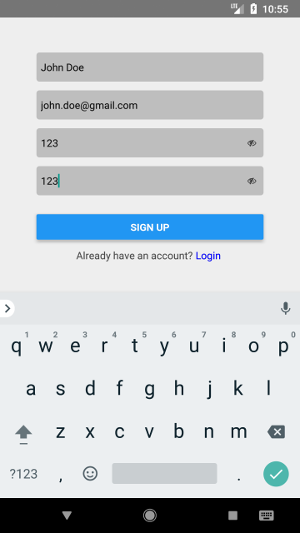 LTE 10:55
John Doe
john.doe@gmail.com
123
123
SIGN UP
Already have an account? Login
1 2 3 4 5 6 7 8 9 0
q w e r t y u i o p
a s d f g h j k l
z x c v b n m
?123 , .